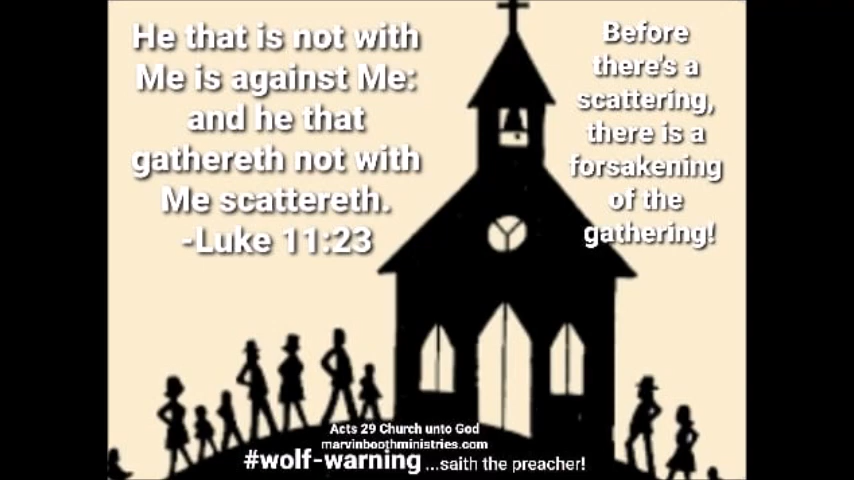 He that is not with
Me is against Me:
and he that
gathereth not with
Me scattereth.
-Luke 11:23
Before
there's a
scattering,
there is a
forsakening
of the
gathering!
Acts 29 Church unto God
marvinboothministries.com
#wolf-warning ...saith the preacher!